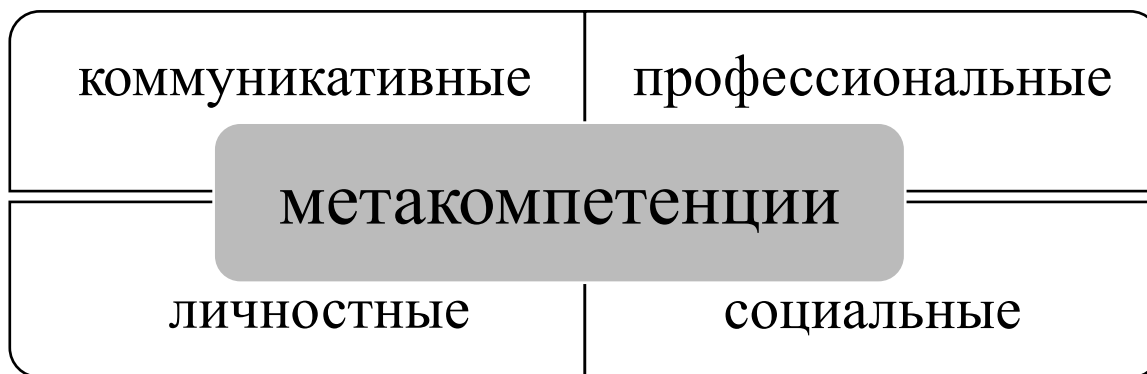 коммуникативные
профессиональные
метакомпетенции
личностные
социальные